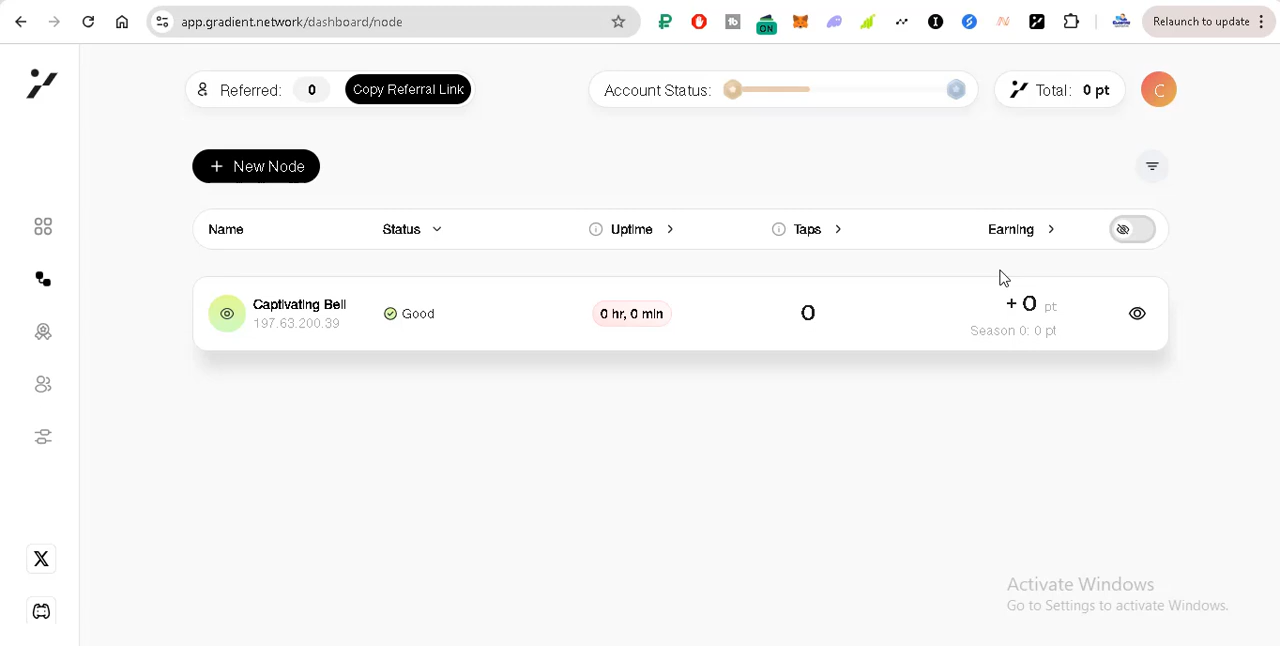 app.gradient.network/dashboard/node
ON
Relaunch to update
Referred: 0 Copy Referral Link
Account Status:
Total: 0 pt
C
+ New Node
Name Status Uptime Taps Earning
Captivating Bell
197.63.200.39
Good
0 hr, 0 min
0
+ 0 pt
Season 0: 0 pt
X
Activate Windows
Go to Settings to activate Windows.